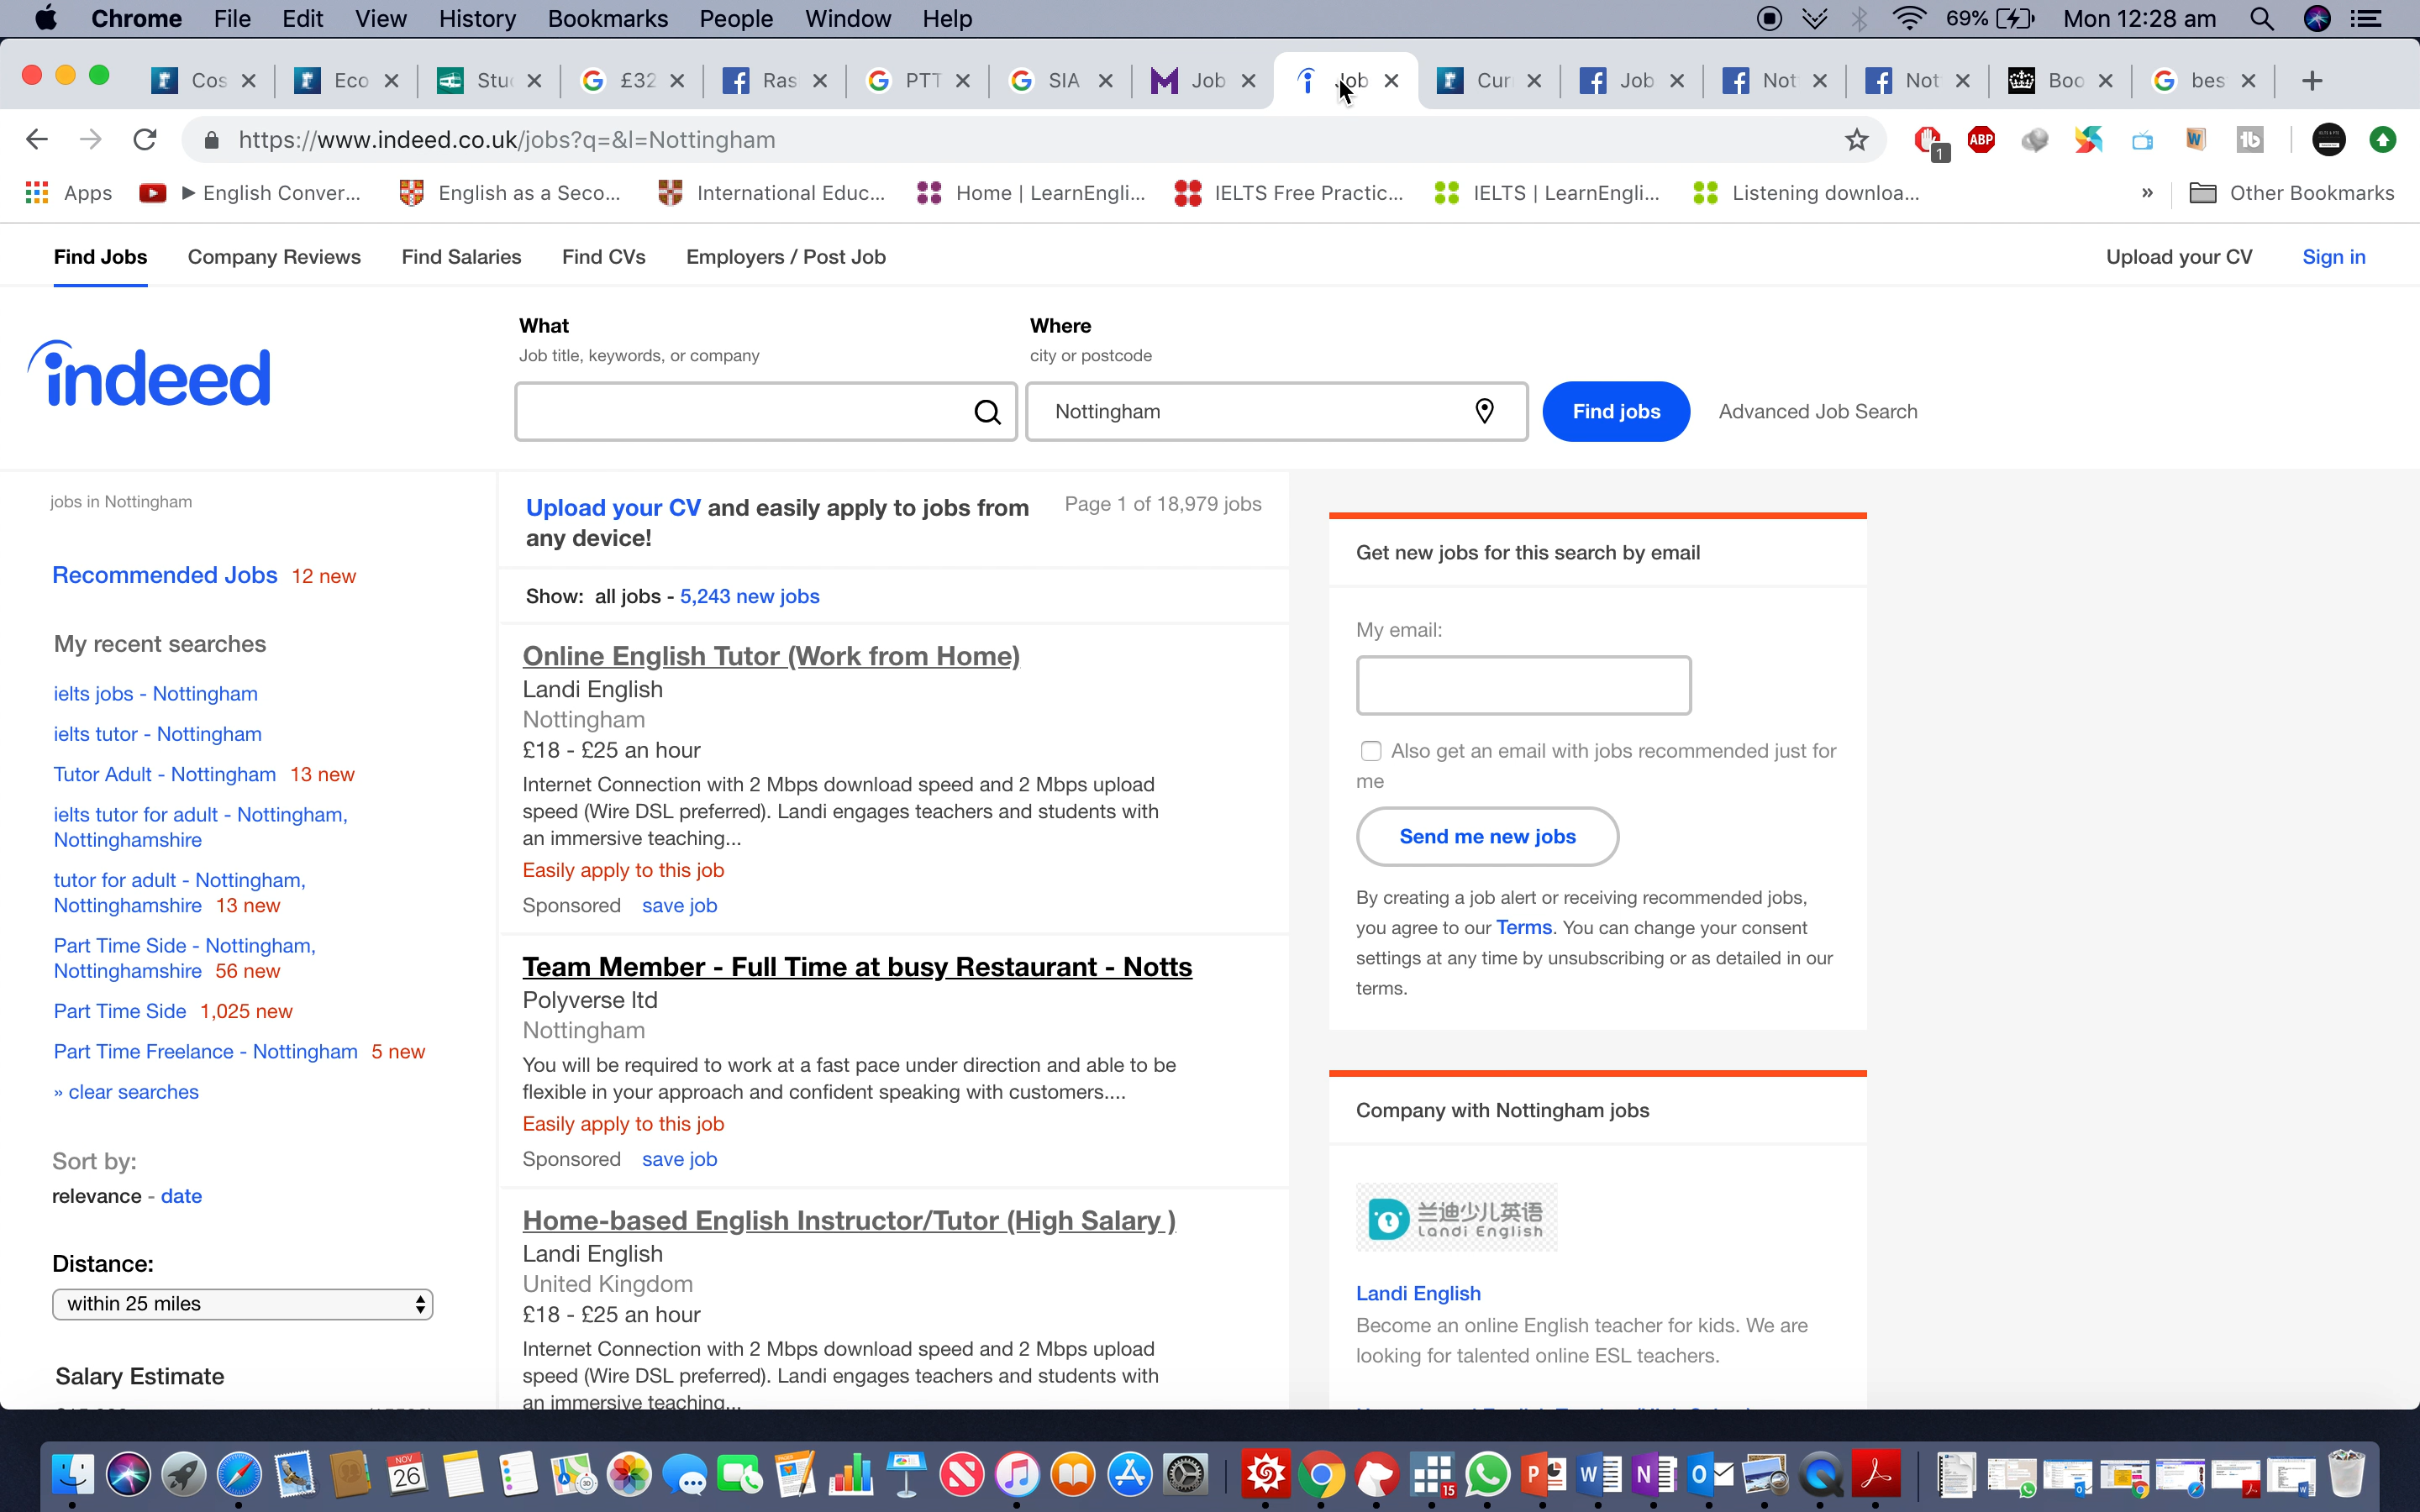 Chrome File Edit View History Bookmarks People Window Help
69% Mon 12:28 am
Cos Eco Stu £32 Ras PTT SIA Job Job Cur Job Not Not Boo bes
https://www.indeed.co.uk/jobs?q=&l=Nottingham
1 ABP W tb
Apps ▶ English Conver... English as a Seco... International Educ... Home | LearnEngli... IELTS Free Practic... IELTS | LearnEngli... Listening downloa... » Other Bookmarks
Find Jobs Company Reviews Find Salaries Find CVs Employers / Post Job Upload your CV Sign in
indeed
What
Job title, keywords, or company
Where
city or postcode
Nottingham
Find jobs
Advanced Job Search
jobs in Nottingham
Recommended Jobs 12 new
My recent searches
ielts jobs - Nottingham
ielts tutor - Nottingham
Tutor Adult - Nottingham 13 new
ielts tutor for adult - Nottingham,
Nottinghamshire
tutor for adult - Nottingham,
Nottinghamshire 13 new
Part Time Side - Nottingham,
Nottinghamshire 56 new
Part Time Side 1,025 new
Part Time Freelance - Nottingham 5 new
» clear searches
Sort by:
relevance - date
Distance:
within 25 miles
Salary Estimate
Upload your CV and easily apply to jobs from
any device!
Page 1 of 18,979 jobs
Show: all jobs - 5,243 new jobs
Online English Tutor (Work from Home)
Landi English
Nottingham
£18 - £25 an hour
Internet Connection with 2 Mbps download speed and 2 Mbps upload
speed (Wire DSL preferred). Landi engages teachers and students with
an immersive teaching...
Easily apply to this job
Sponsored save job
Team Member - Full Time at busy Restaurant - Notts
Polyverse ltd
Nottingham
You will be required to work at a fast pace under direction and able to be
flexible in your approach and confident speaking with customers....
Easily apply to this job
Sponsored save job
Home-based English Instructor/Tutor (High Salary )
Landi English
United Kingdom
£18 - £25 an hour
Internet Connection with 2 Mbps download speed and 2 Mbps upload
speed (Wire DSL preferred). Landi engages teachers and students with
an immersive teaching...
Get new jobs for this search by email
My email:
Also get an email with jobs recommended just for
me
Send me new jobs
By creating a job alert or receiving recommended jobs,
you agree to our Terms. You can change your consent
settings at any time by unsubscribing or as detailed in our
terms.
Company with Nottingham jobs
兰迪少儿英语
Landi English
Landi English
Become an online English teacher for kids. We are
looking for talented online ESL teachers.
NOV
26
15